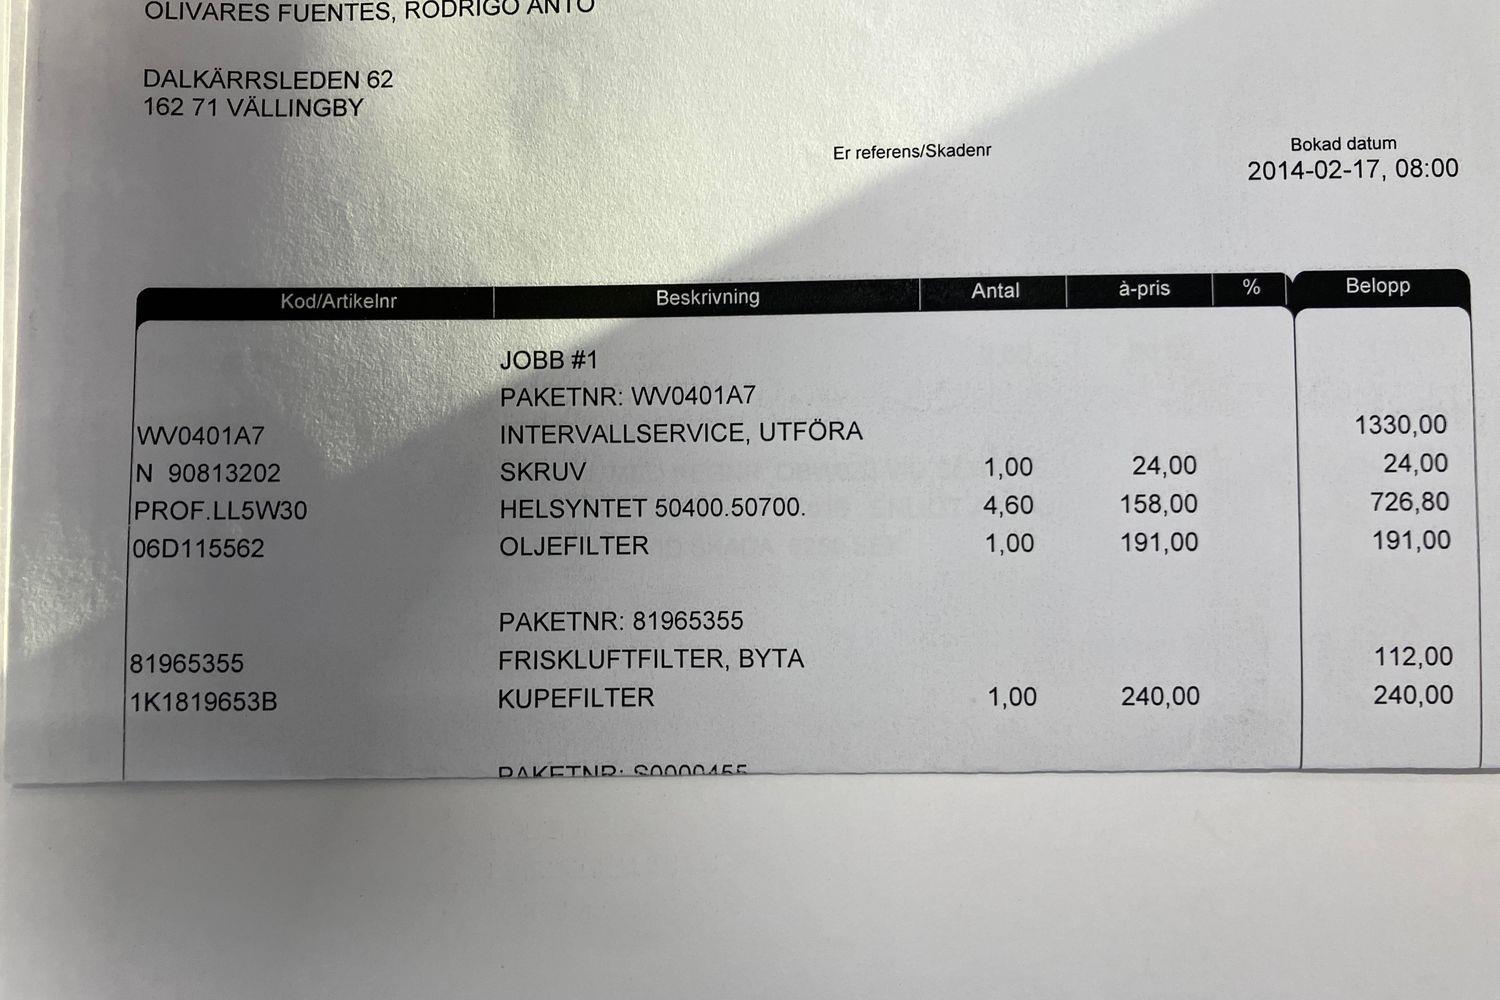 OLIVARES FUENTES, RODRIGO ANTO
DALKÄRRSLEDEN 62
162 71 VÄLLINGBY
Er referens/Skadenr
Bokad datum
2014-02-17, 08:00
Kod/Artikelnr Beskrivning Antal à-pris % Belopp
JOBB #1
PAKETNR: WV0401A7
WV0401A7 INTERVALLSERVICE, UTFÖRA 1330,00
N 90813202 SKRUV 1,00 24,00 24,00
PROF.LL5W30 HELSYNTET 50400.50700. 4,60 158,00 726,80
06D115562 OLJEFILTER 1,00 191,00 191,00
PAKETNR: 81965355
81965355 FRISKLUFTFILTER, BYTA 112,00
1K1819653B KUPEFILTER 1,00 240,00 240,00
PAKETNR: S0000455